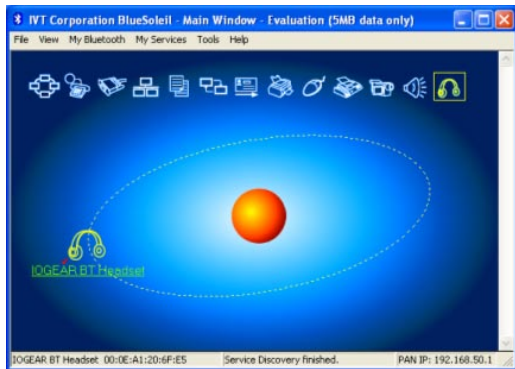 IVT Corporation BlueSoleil - Main Window - Evaluation (5MB data only)
File View My Bluetooth My Services Tools Help
IOGEAR BT Headset
IOGEAR BT Headset 00:0E:A1:20:6F:E5 Service Discovery finished. PAN IP: 192.168.50.1